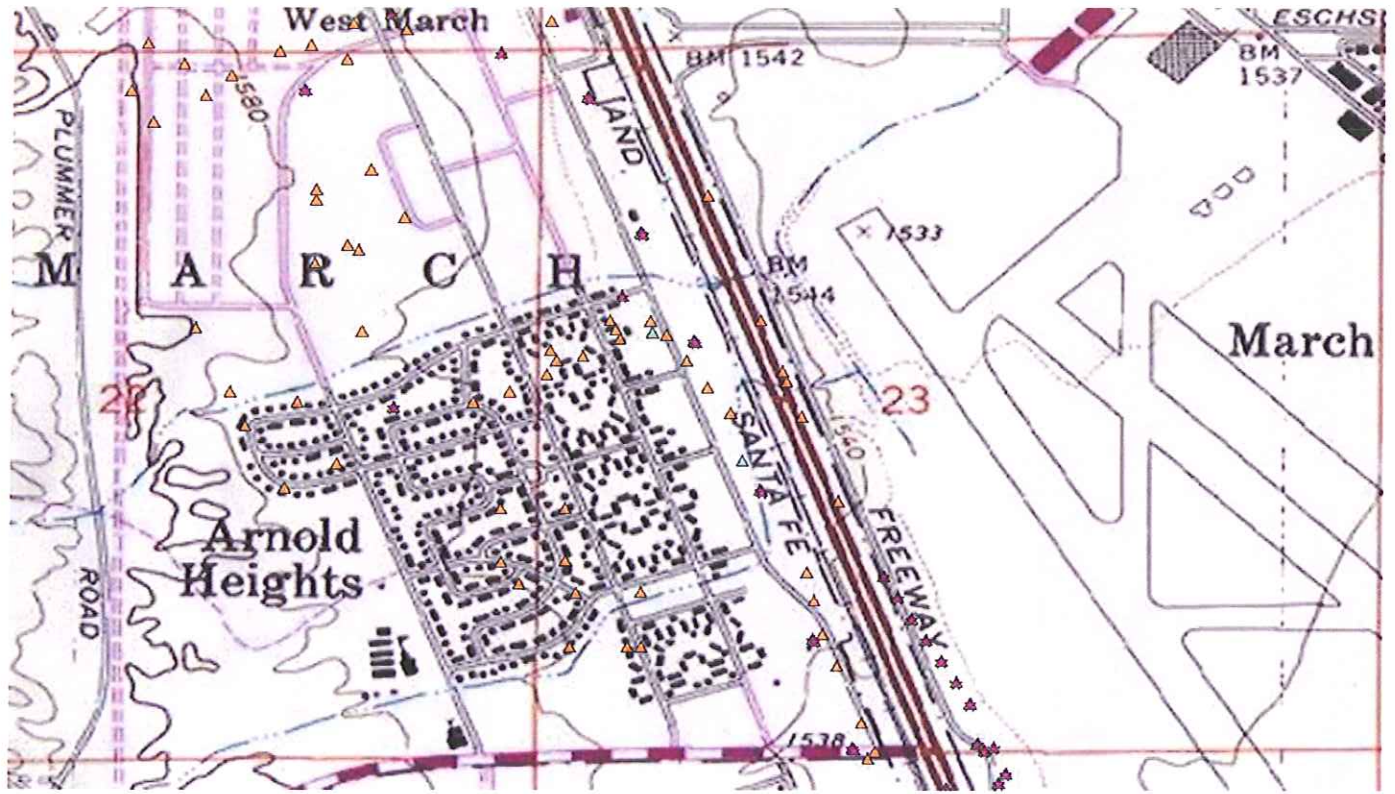 West March
ESCHS
BM 1542
BM
1537
1580
PLUMMER
AND
1533
M A R C H
BM
1544
March
22
23
SANTA FE
1540
FREEWAY
Arnold
Heights
ROAD
1538